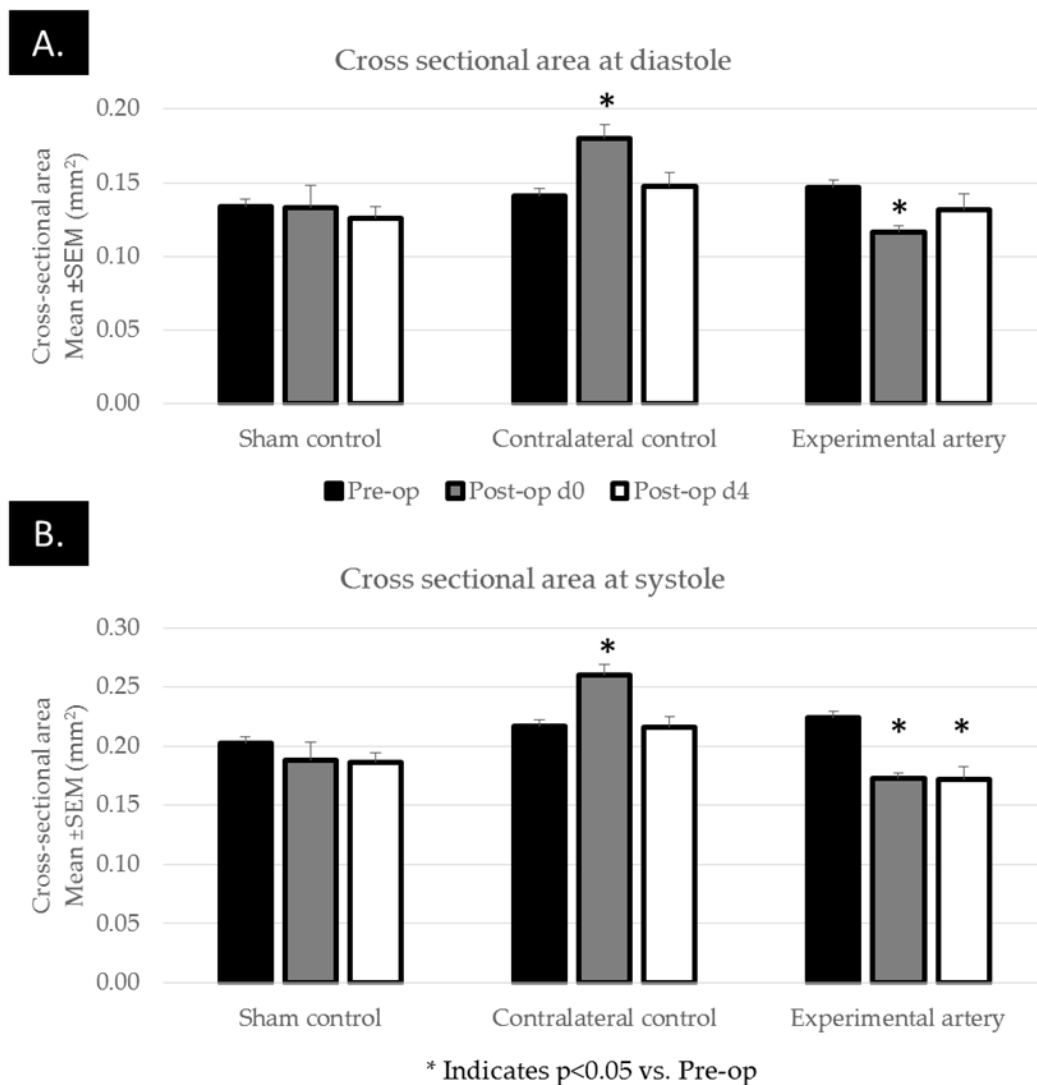 A.
Cross sectional area at diastole
Cross-sectional area
Mean ±SEM (mm²)
0.20
0.15
0.10
0.05
0.00
*
*
Sham control
Contralateral control
Experimental artery
Pre-op
Post-op d0
Post-op d4
B.
Cross sectional area at systole
Cross-sectional area
Mean ±SEM (mm²)
0.30
0.25
0.20
0.15
0.10
0.05
0.00
*
*
*
Sham control
Contralateral control
Experimental artery
* Indicates p<0.05 vs. Pre-op